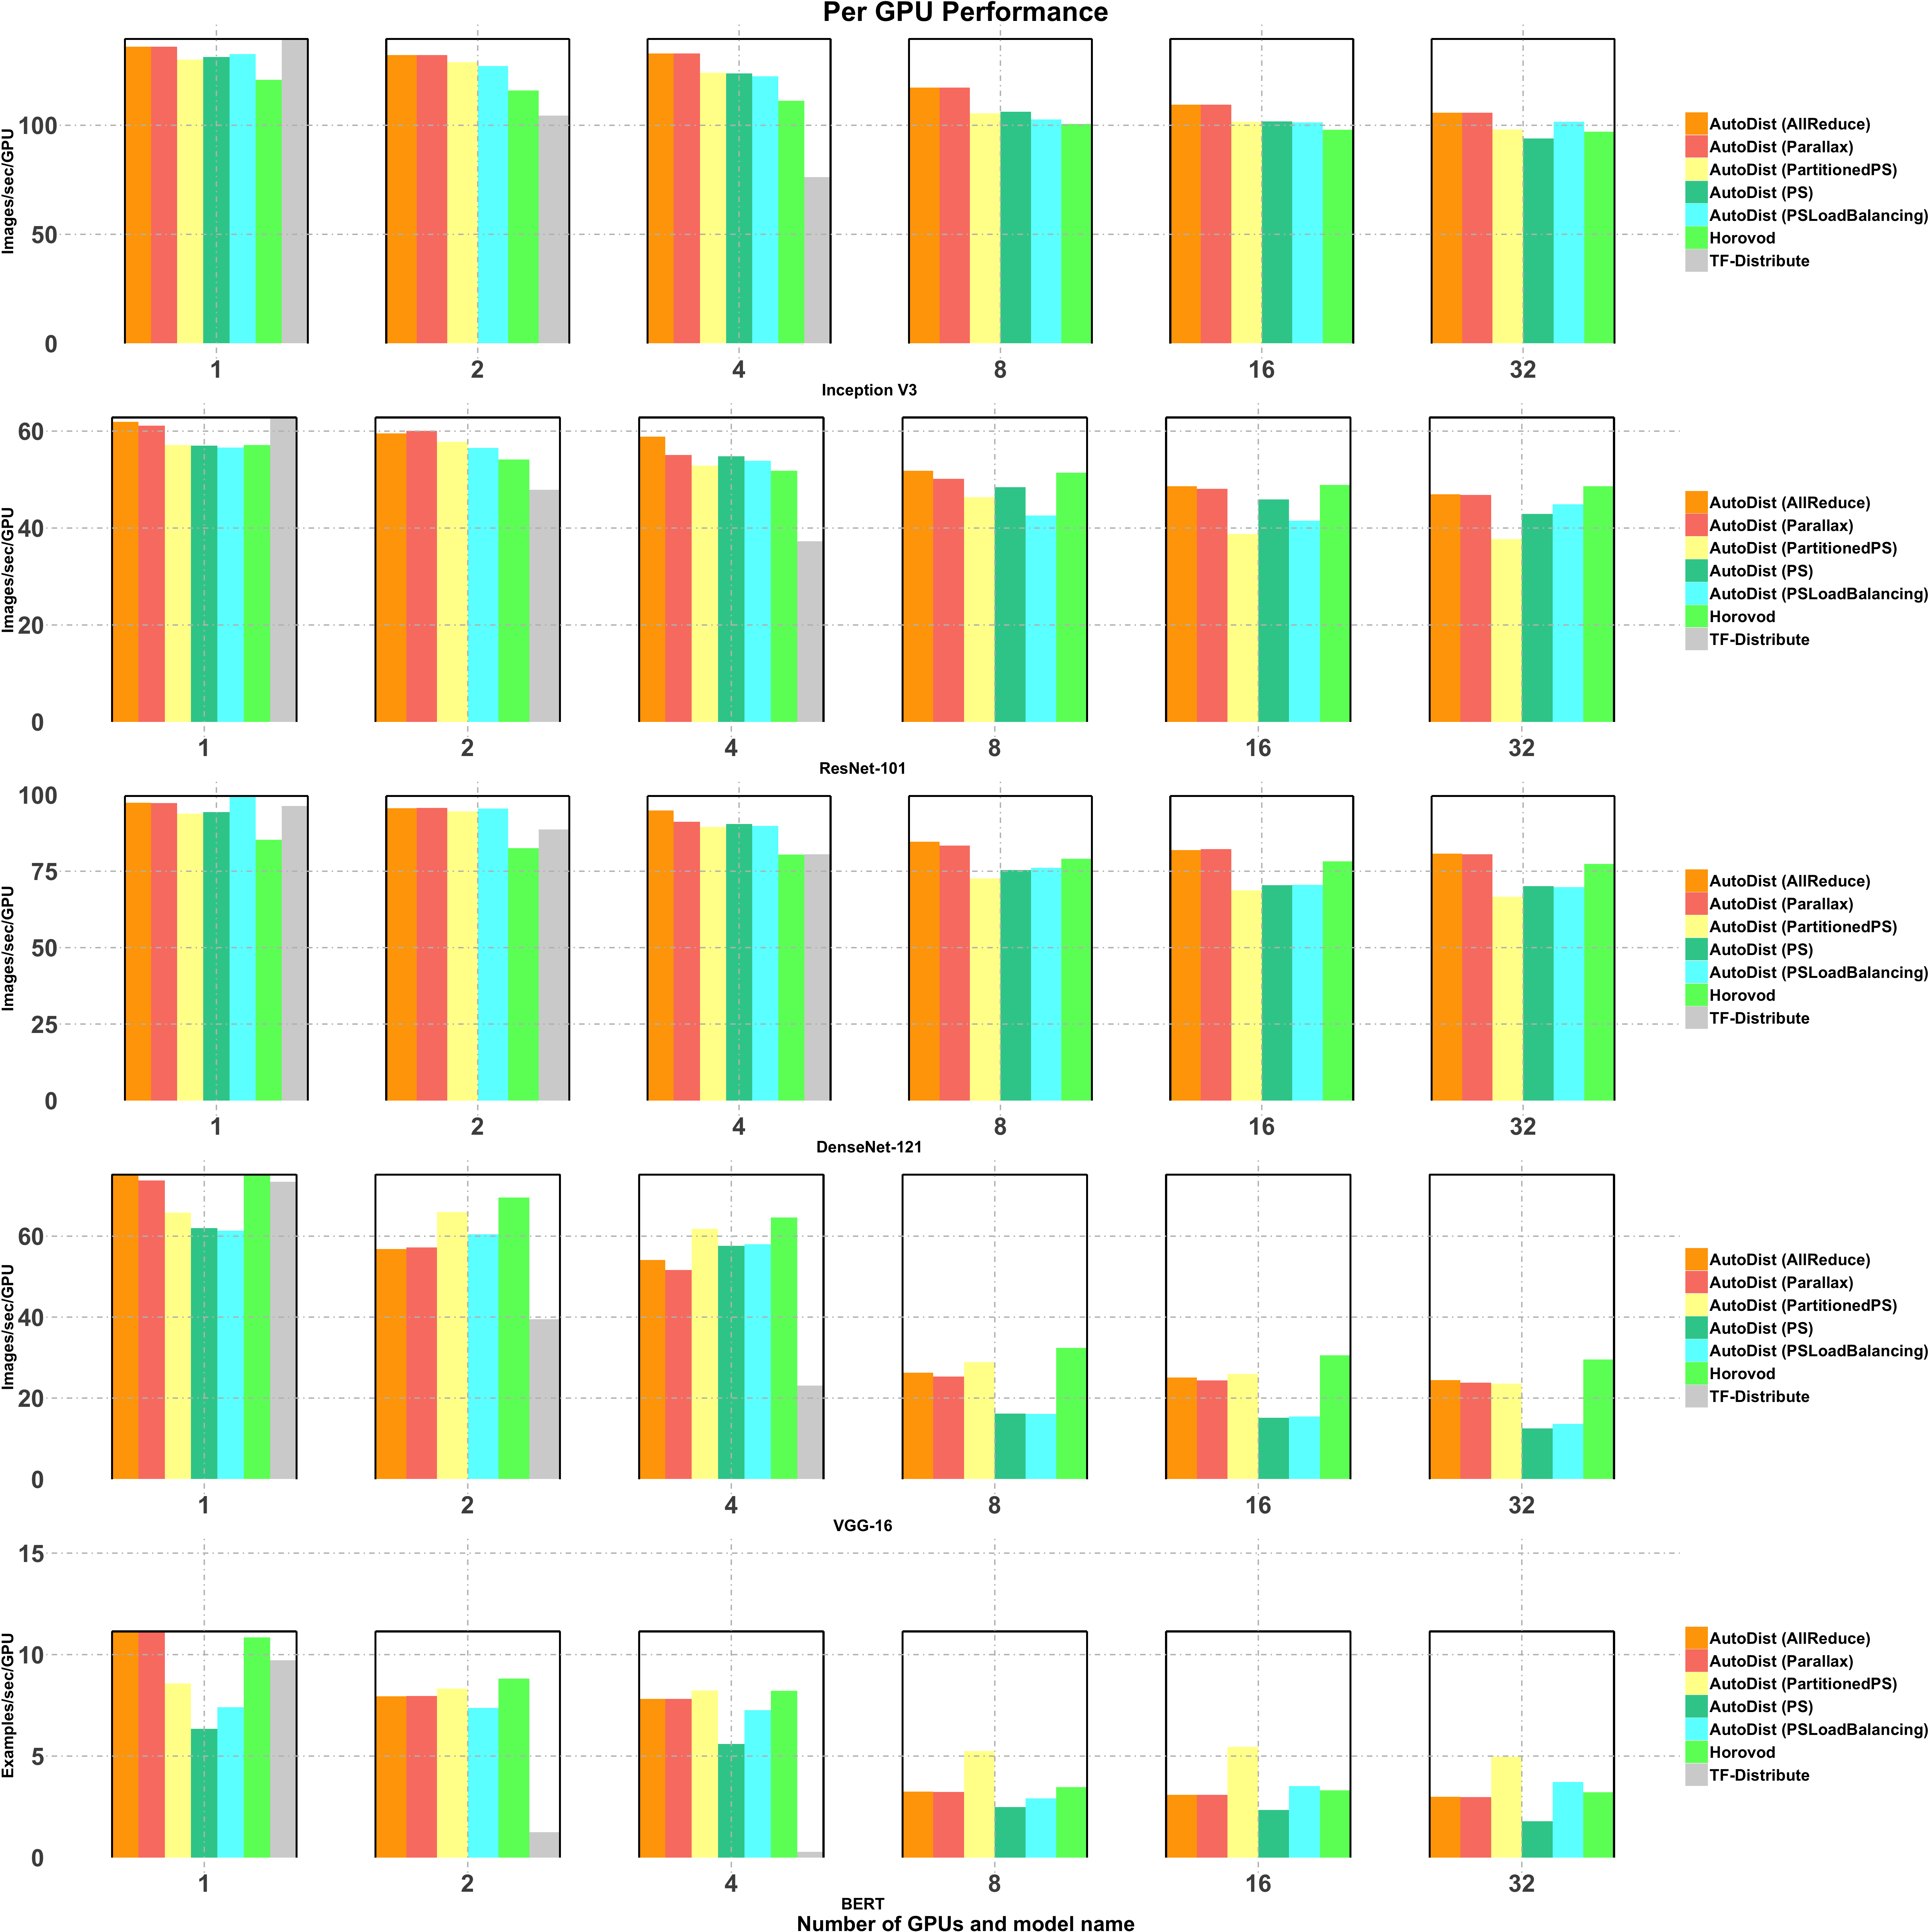 Per GPU Performance
Images/sec/GPU
100
50
0
1 2 4 8 16 32
Inception V3
AutoDist (AllReduce)
AutoDist (Parallax)
AutoDist (PartitionedPS)
AutoDist (PS)
AutoDist (PSLoadBalancing)
Horovod
TF-Distribute
Images/sec/GPU
60
40
20
0
1 2 4 8 16 32
ResNet-101
AutoDist (AllReduce)
AutoDist (Parallax)
AutoDist (PartitionedPS)
AutoDist (PS)
AutoDist (PSLoadBalancing)
Horovod
TF-Distribute
Images/sec/GPU
100
75
50
25
0
1 2 4 8 16 32
DenseNet-121
AutoDist (AllReduce)
AutoDist (Parallax)
AutoDist (PartitionedPS)
AutoDist (PS)
AutoDist (PSLoadBalancing)
Horovod
TF-Distribute
Images/sec/GPU
60
40
20
0
1 2 4 8 16 32
VGG-16
AutoDist (AllReduce)
AutoDist (Parallax)
AutoDist (PartitionedPS)
AutoDist (PS)
AutoDist (PSLoadBalancing)
Horovod
TF-Distribute
Examples/sec/GPU
15
10
5
0
1 2 4 8 16 32
BERT
AutoDist (AllReduce)
AutoDist (Parallax)
AutoDist (PartitionedPS)
AutoDist (PS)
AutoDist (PSLoadBalancing)
Horovod
TF-Distribute
Number of GPUs and model name